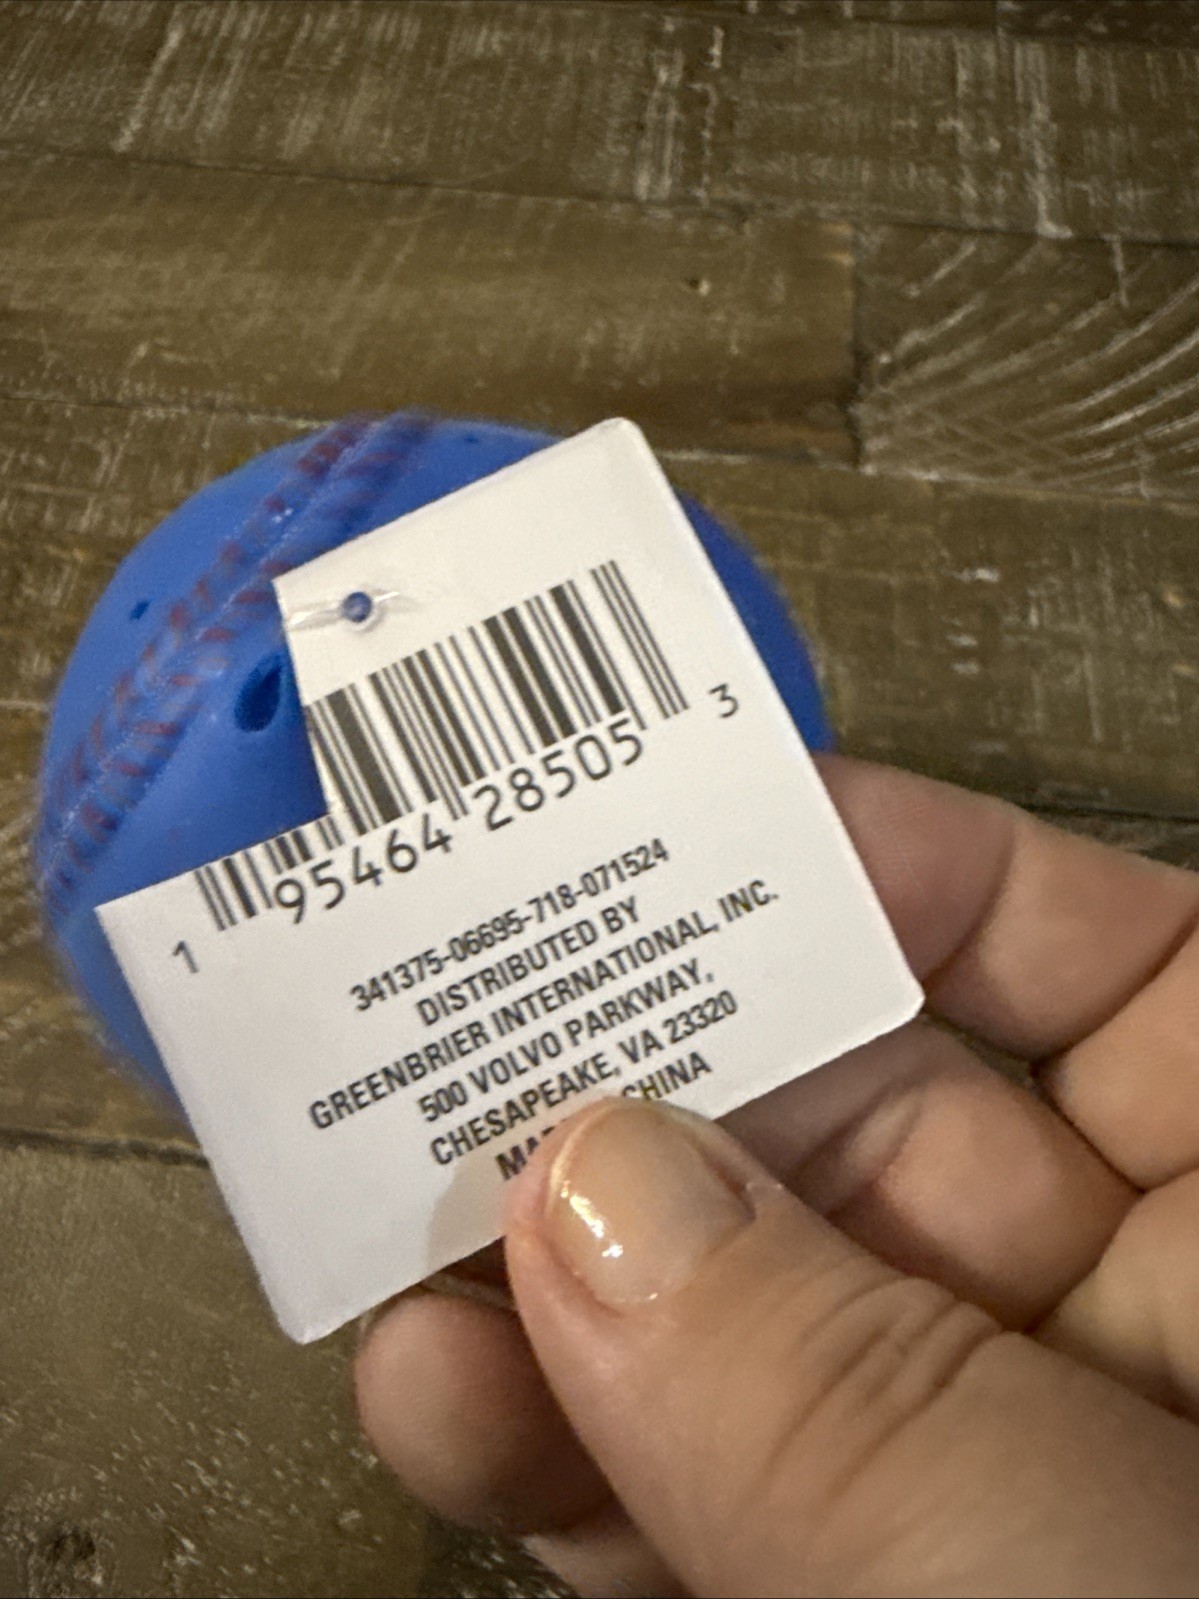 1 95464 28505 3
341375-06695-718-071524
DISTRIBUTED BY
GREENBRIER INTERNATIONAL, INC.
500 VOLVO PARKWAY,
CHESAPEAKE, VA 23320
CHINA